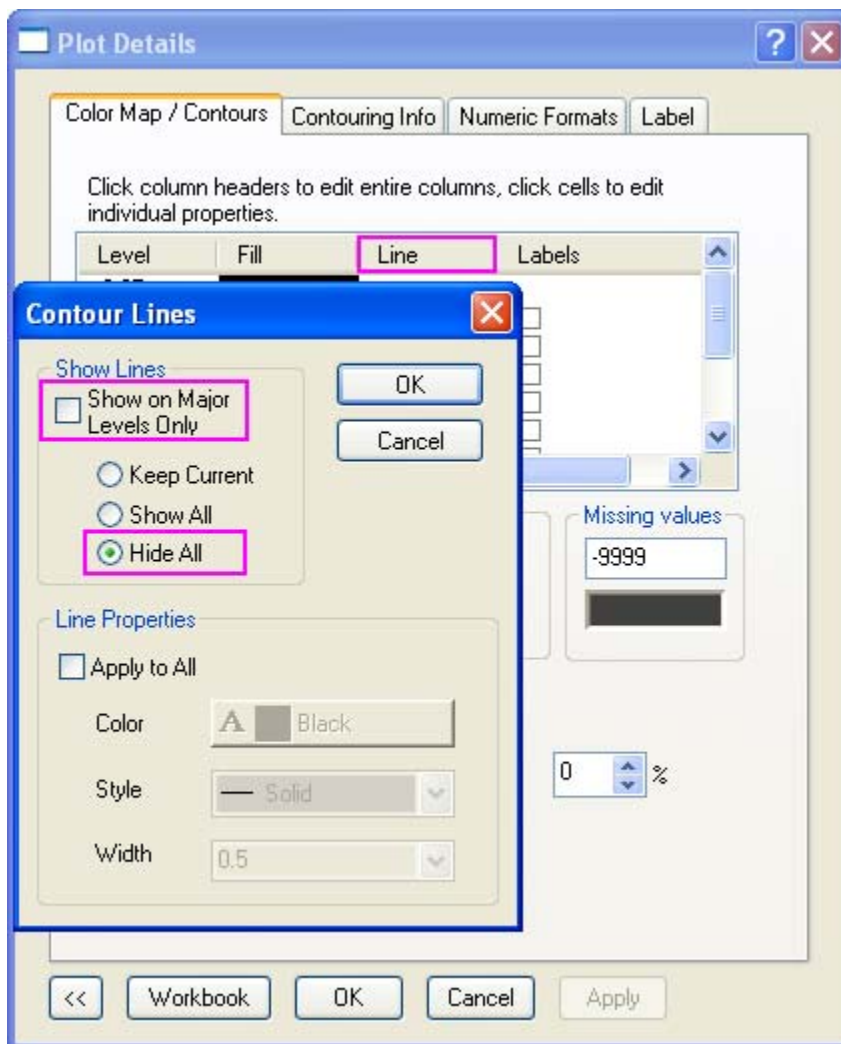 Plot Details
Color Map / Contours
Contouring Info
Numeric Formats
Label
Click column headers to edit entire columns, click cells to edit
individual properties.
Level
Fill
Line
Labels
Contour Lines
Show Lines
Show on Major
Levels Only
Keep Current
Show All
Hide All
OK
Cancel
Missing values
-9999
Line Properties
Apply to All
Color
A
Black
Style
Solid
Width
0.5
0
%
<<
Workbook
OK
Cancel
Apply